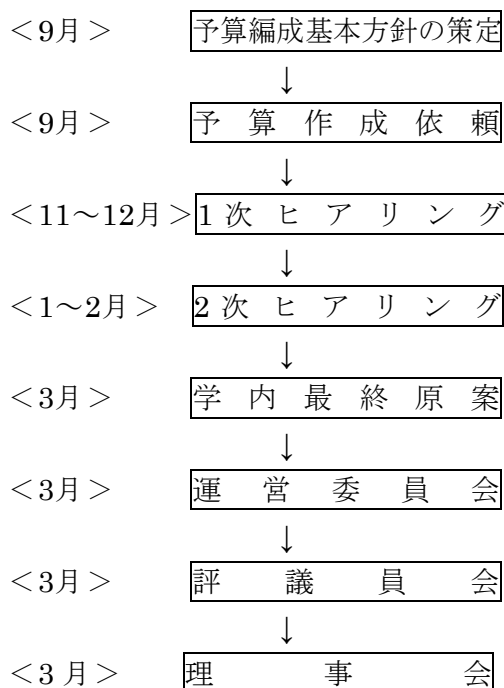 <9月> 予算編成基本方針の策定
↓
<9月> 予算作成依頼
↓
<11～12月> 1次ヒアリング
↓
<1～2月> 2次ヒアリング
↓
<3月> 学内最終原案
↓
<3月> 運営委員会
↓
<3月> 評議員会
↓
<3月> 理事会